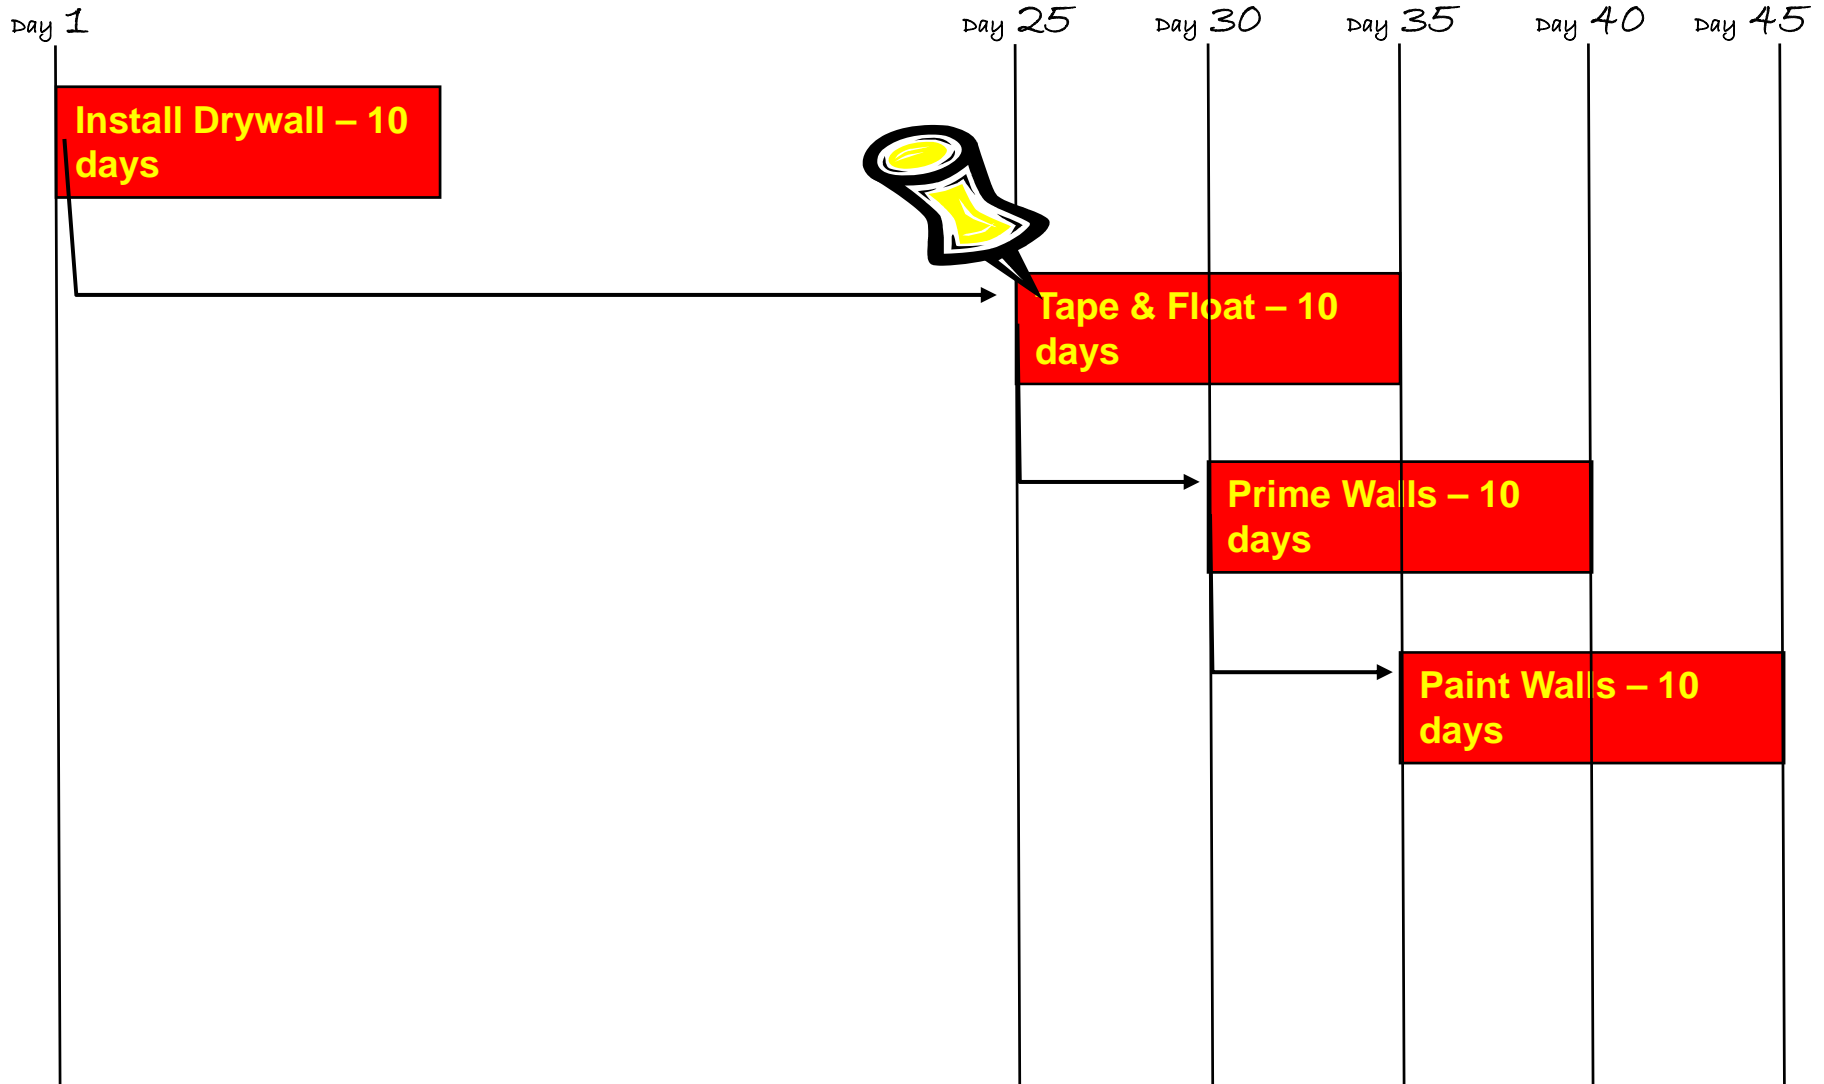 Day 1 Day 25 Day 30 Day 35 Day 40 Day 45
Install Drywall – 10
days
Tape & Float – 10
days
Prime Walls – 10
days
Paint Walls – 10
days